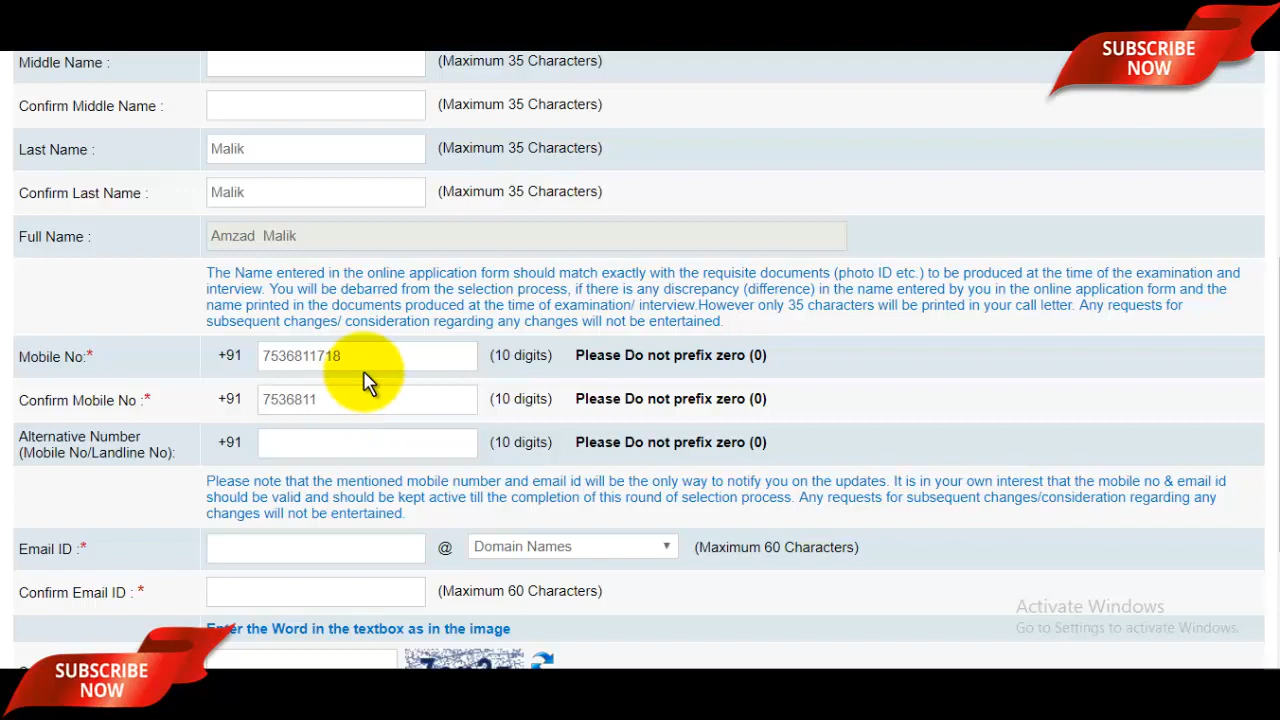 SUBSCRIBE
NOW
Middle Name :
(Maximum 35 Characters)
Confirm Middle Name :
(Maximum 35 Characters)
Last Name :
Malik
(Maximum 35 Characters)
Confirm Last Name :
Malik
(Maximum 35 Characters)
Full Name :
Amzad Malik
The Name entered in the online application form should match exactly with the requisite documents (photo ID etc.) to be produced at the time of the examination and
interview. You will be debarred from the selection process, if there is any discrepancy (difference) in the name entered by you in the online application form and the
name printed in the documents produced at the time of examination/ interview.However only 35 characters will be printed in your call letter. Any requests for
subsequent changes/ consideration regarding any changes will not be entertained.
Mobile No:*
+91
7536811718
(10 digits)
Please Do not prefix zero (0)
Confirm Mobile No :*
+91
7536811
(10 digits)
Please Do not prefix zero (0)
Alternative Number
(Mobile No/Landline No):
+91
(10 digits)
Please Do not prefix zero (0)
Please note that the mentioned mobile number and email id will be the only way to notify you on the updates. It is in your own interest that the mobile no & email id
should be valid and should be kept active till the completion of this round of selection process. Any requests for subsequent changes/consideration regarding any
changes will not be entertained.
Email ID :*
@
Domain Names
(Maximum 60 Characters)
Confirm Email ID : *
(Maximum 60 Characters)
Activate Windows
Go to Settings to activate Windows.
Enter the Word in the textbox as in the image
SUBSCRIBE
NOW